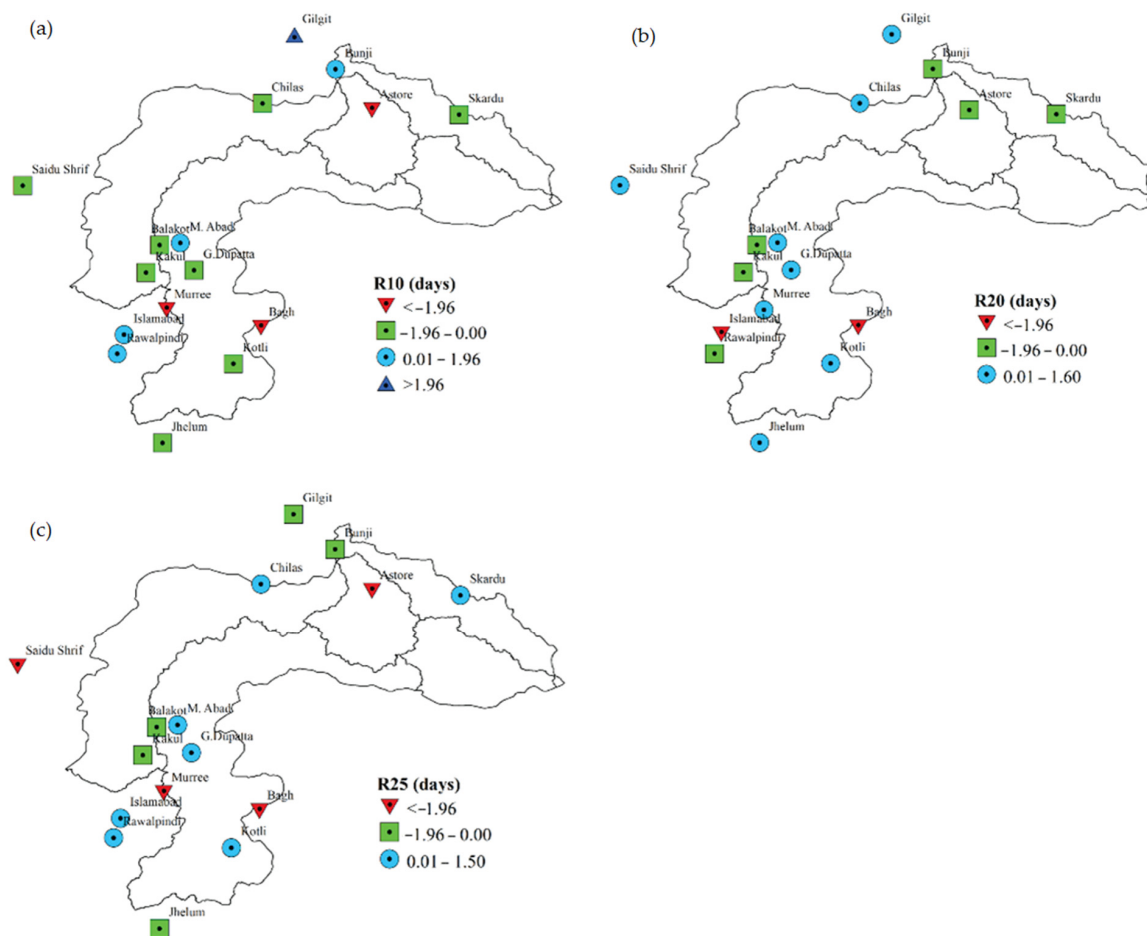 (a)
Gilgit
Bunji
Chilas
Astore
Skardu
Saidu Shrif
Balakot
M. Abad
Kakul
G.Dupatta
Murree
Islamabad
Rawalpindi
Bagh
Kotli
Jhelum
R10 (days)
<-1.96
-1.96 – 0.00
0.01 – 1.96
>1.96
(b)
Gilgit
Bunji
Chilas
Astore
Skardu
Saidu Shrif
Balakot
M. Abad
Kakul
G.Dupatta
Murree
Islamabad
Rawalpindi
Bagh
Kotli
Jhelum
R20 (days)
<-1.96
-1.96 – 0.00
0.01 – 1.60
(c)
Gilgit
Bunji
Chilas
Astore
Skardu
Saidu Shrif
Balakot
M. Abad
Kakul
G.Dupatta
Murree
Islamabad
Rawalpindi
Bagh
Kotli
Jhelum
R25 (days)
<-1.96
-1.96 – 0.00
0.01 – 1.50